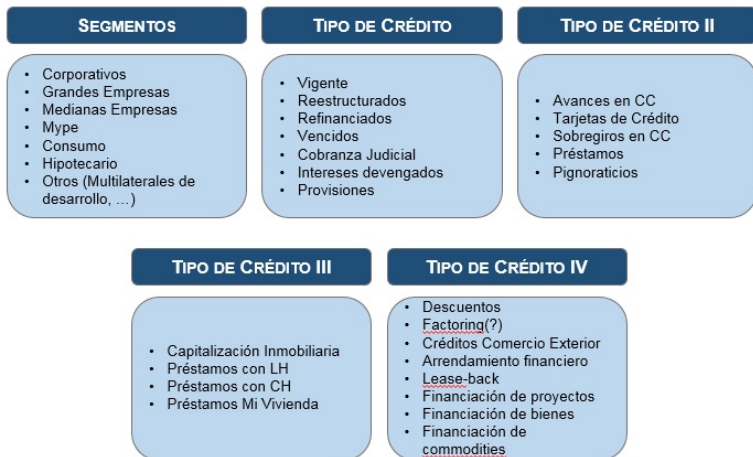 SEGMENTOS
• Corporativos
• Grandes Empresas
• Medianas Empresas
• Mype
• Consumo
• Hipotecario
• Otros (Multilaterales de
desarrollo, …)
TIPO DE CRÉDITO
• Vigente
• Reestructurados
• Refinanciados
• Vencidos
• Cobranza Judicial
• Intereses devengados
• Provisiones
TIPO DE CRÉDITO II
• Avances en CC
• Tarjetas de Crédito
• Sobregiros en CC
• Préstamos
• Pignoraticios
TIPO DE CRÉDITO III
• Capitalización Inmobiliaria
• Préstamos con LH
• Préstamos con CH
• Préstamos Mi Vivienda
TIPO DE CRÉDITO IV
• Descuentos
• Factoring(?)
• Créditos Comercio Exterior
• Arrendamiento financiero
• Lease-back
• Financiación de proyectos
• Financiación de bienes
• Financiación de
commodities